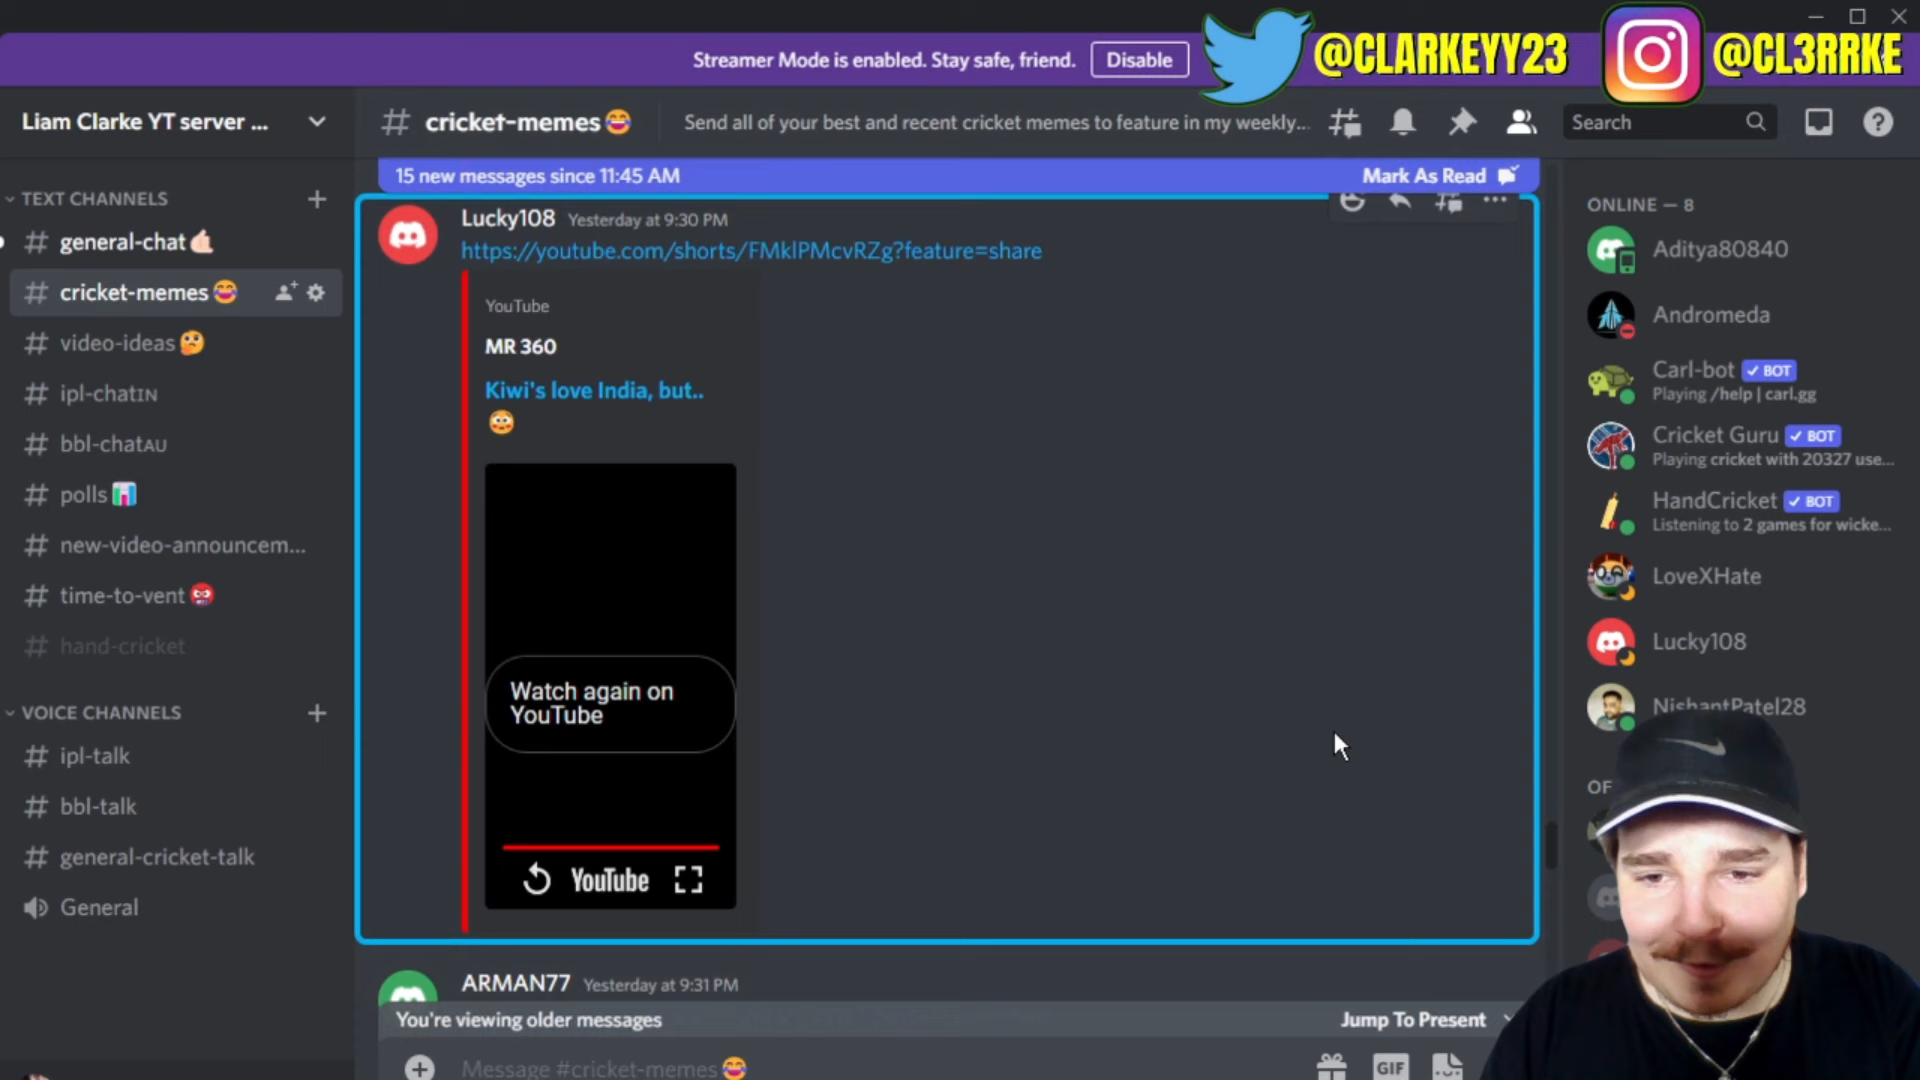 Streamer Mode is enabled. Stay safe, friend.
Disable
@CLARKEYY23
@CL3RRKE
Liam Clarke YT server ...
# cricket-memes😂
Send all of your best and recent cricket memes to feature in my weekly...
Search
15 new messages since 11:45 AM
Mark As Read
TEXT CHANNELS
# general-chat🤙🏻
# cricket-memes😂
# video-ideas🤔
# ipl-chatIN
# bbl-chatAU
# polls📊
# new-video-announcem...
# time-to-vent👹
# hand-cricket
VOICE CHANNELS
# ipl-talk
# bbl-talk
# general-cricket-talk
General
Lucky108 Yesterday at 9:30 PM
https://youtube.com/shorts/FMklPMcvRZg?feature=share
YouTube
MR 360
Kiwi's love India, but..
😳
Watch again on
YouTube
YouTube
ARMAN77 Yesterday at 9:31 PM
You're viewing older messages
Jump To Present
Message #cricket-memes😂
GIF
ONLINE — 8
Aditya80840
Andromeda
Carl-bot ✓ BOT
Playing /help | carl.gg
Cricket Guru ✓ BOT
Playing cricket with 20327 use...
HandCricket ✓ BOT
Listening to 2 games for wicke...
LoveXHate
Lucky108
NishantPatel28
OF